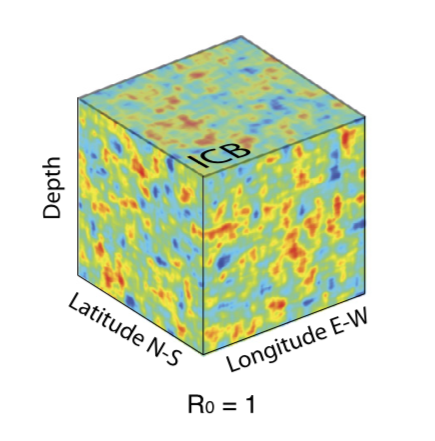 ICB
Depth
Latitude N-S
Longitude E-W
R₀ = 1